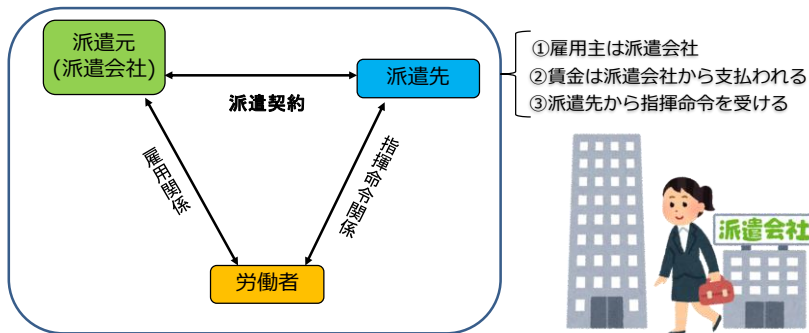 派遣元
(派遣会社)
派遣先
派遣契約
雇用関係
指揮命令関係
労働者
①雇用主は派遣会社
②賃金は派遣会社から支払われる
③派遣先から指揮命令を受ける
派遣会社